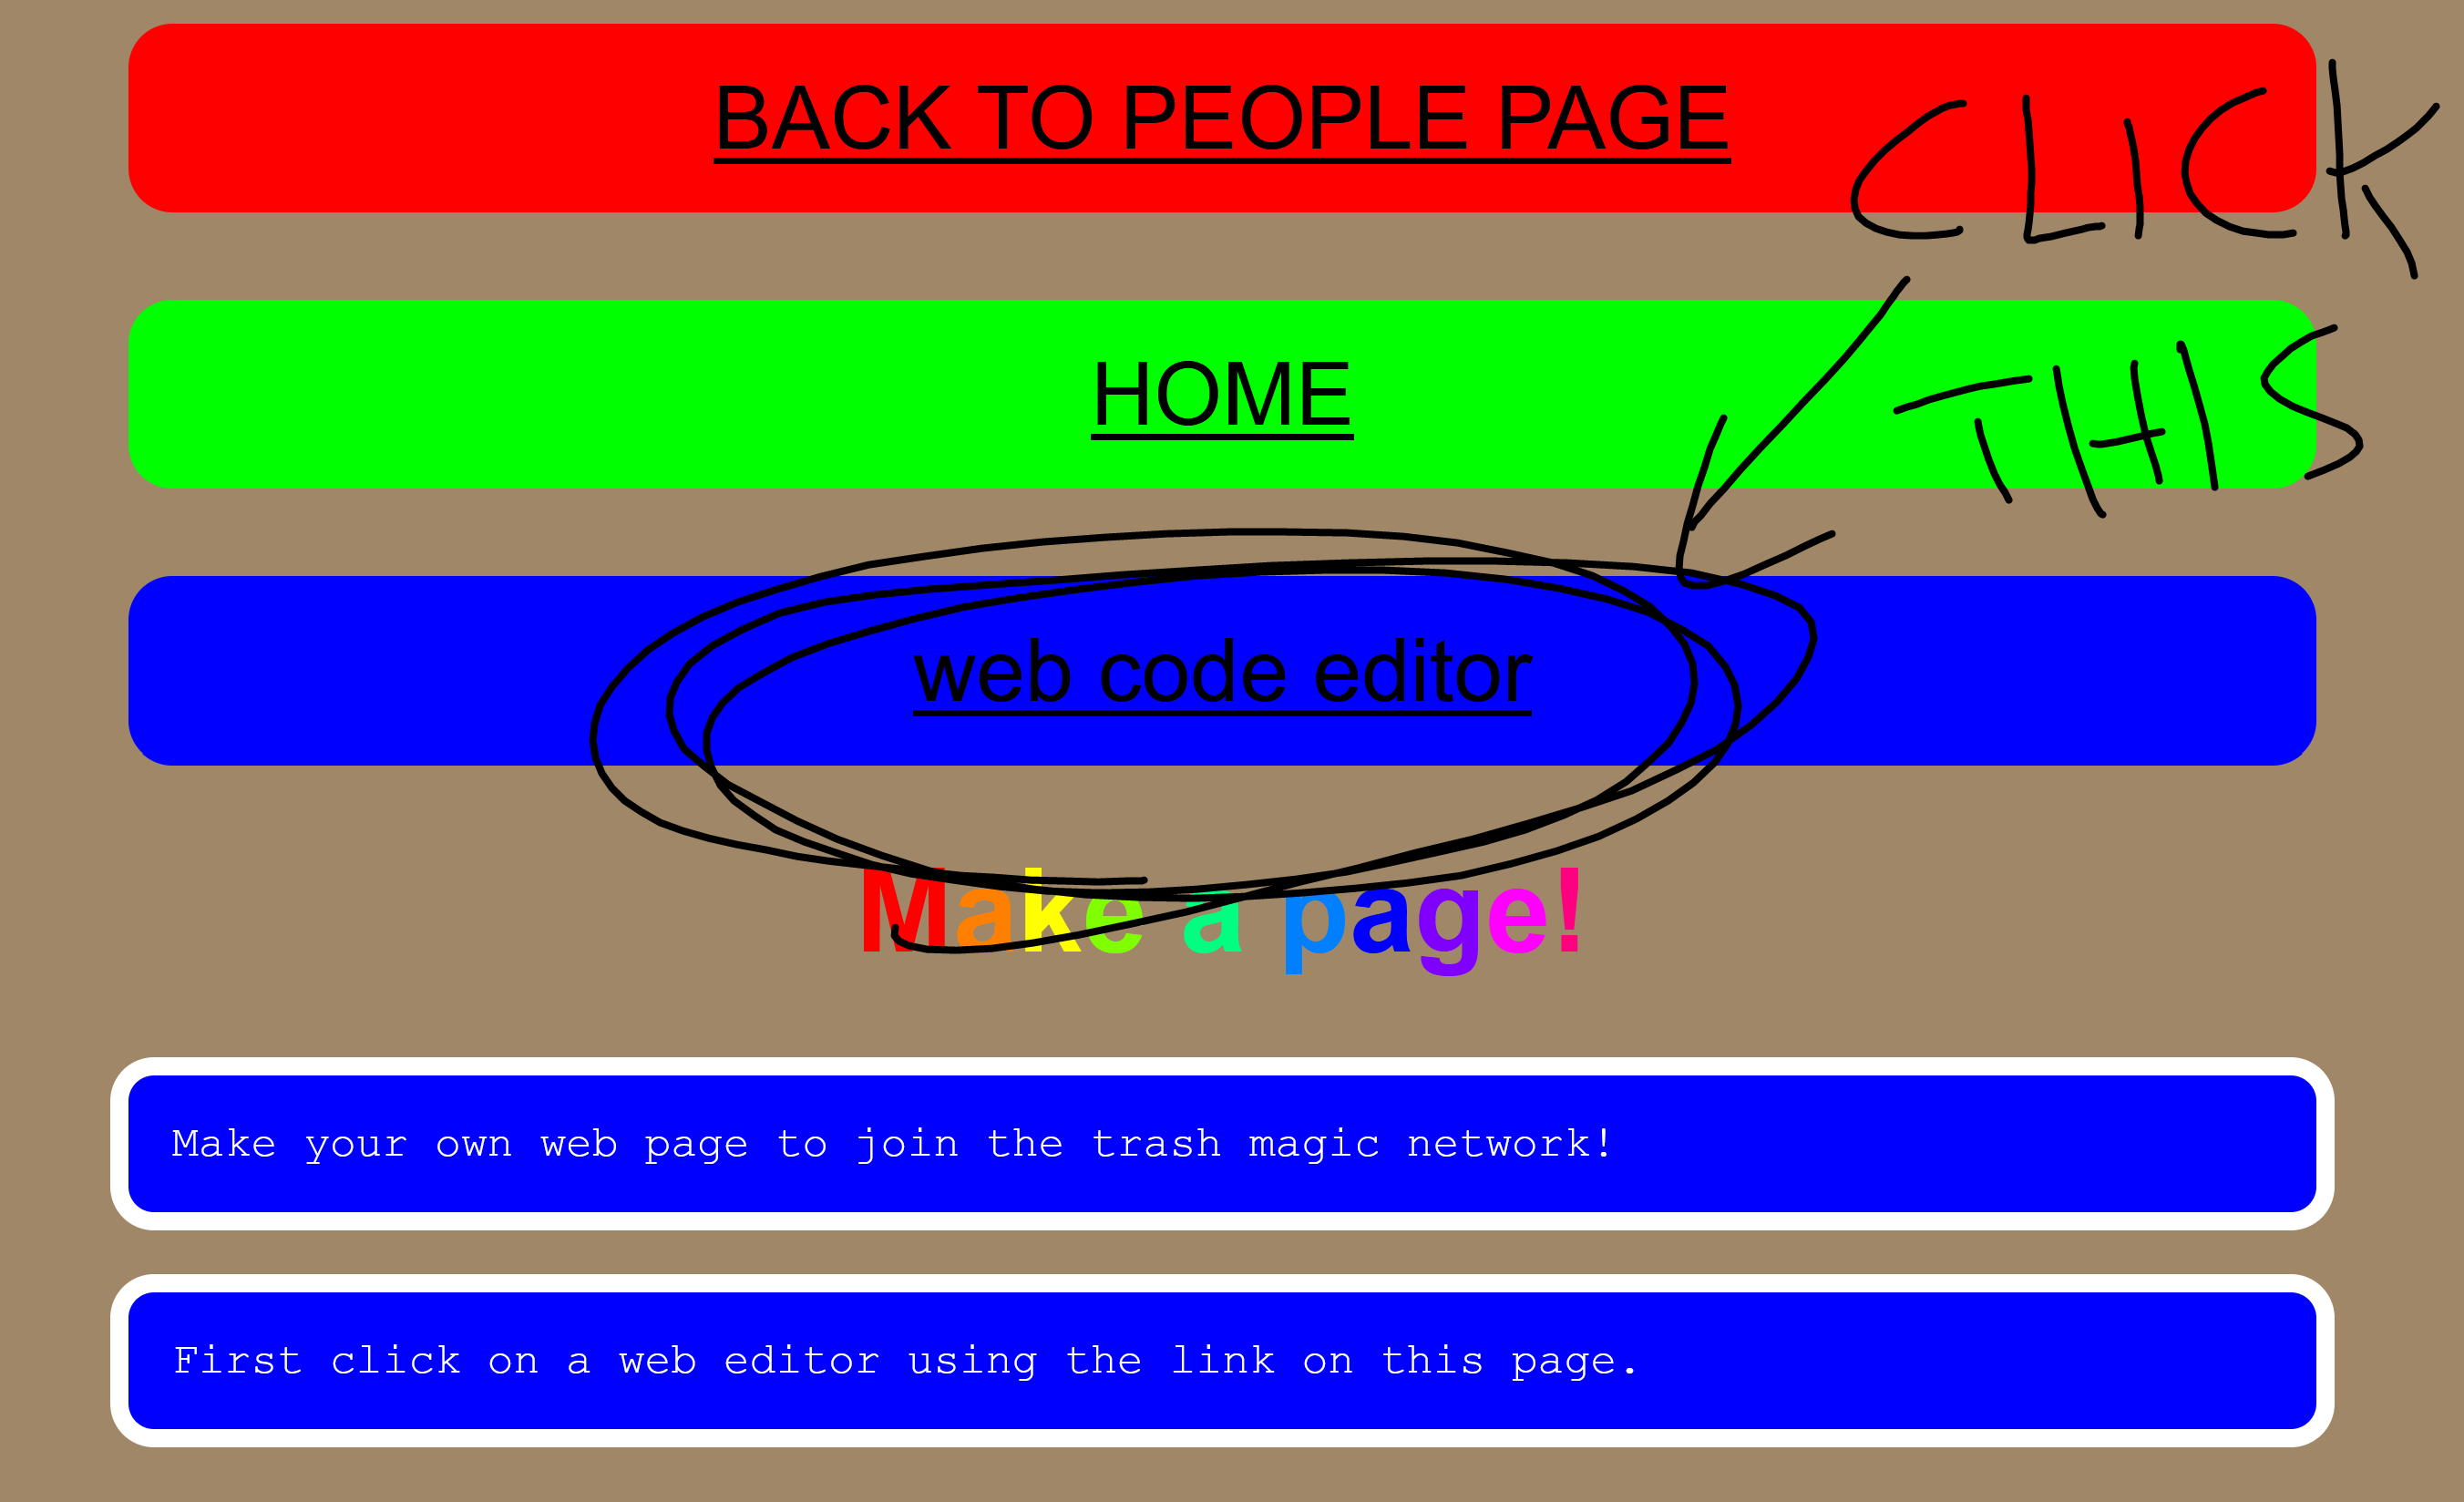 BACK TO PEOPLE PAGE
CLICK
HOME
THIS
web code editor
Make a page!
Make your own web page to join the trash magic network!
First click on a web editor using the link on this page.